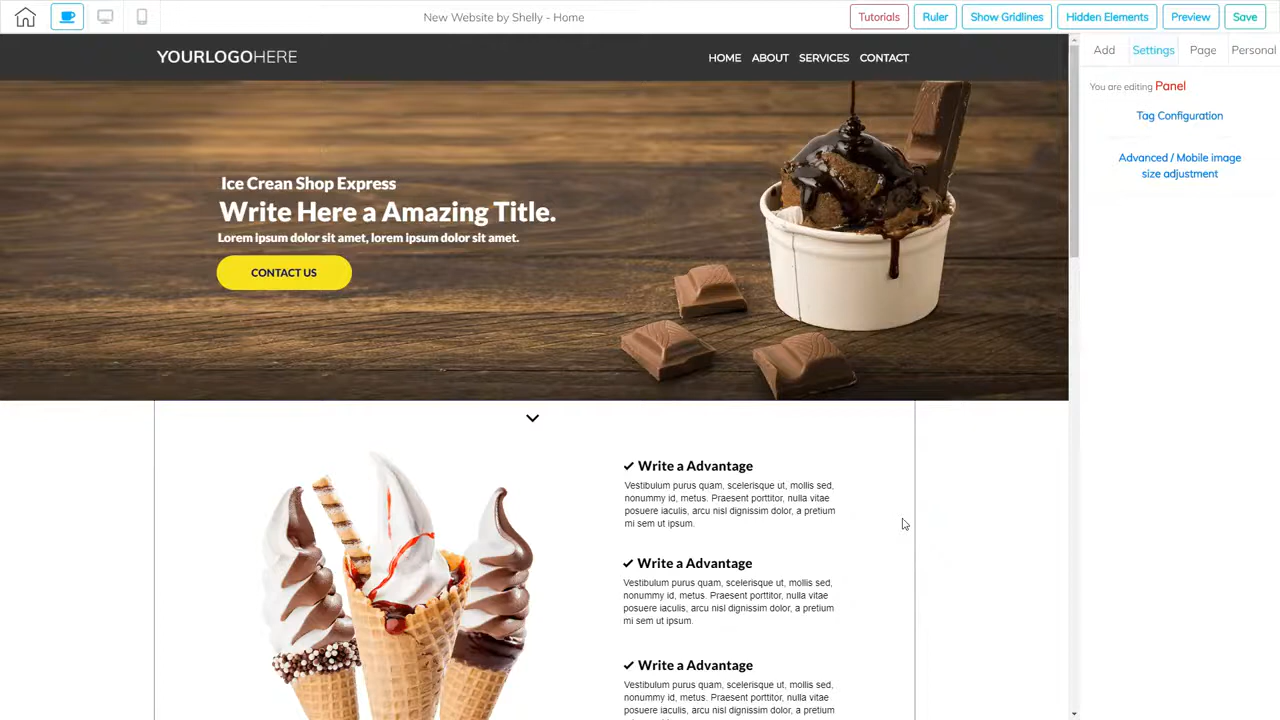 New Website by Shelly - Home
Tutorials
Ruler
Show Gridlines
Hidden Elements
Preview
Save
YOURLOGOHERE
HOME ABOUT SERVICES CONTACT
Add Settings Page Personal
You are editing Panel
Tag Configuration
Advanced / Mobile image
size adjustment
Ice Crean Shop Express
Write Here a Amazing Title.
Lorem ipsum dolor sit amet, lorem ipsum dolor sit amet.
CONTACT US
Write a Advantage
Vestibulum purus quam, scelerisque ut, mollis sed,
nonummy id, metus. Praesent porttitor, nulla vitae
posuere iaculis, arcu nisl dignissim dolor, a pretium
mi sem ut ipsum.
Write a Advantage
Vestibulum purus quam, scelerisque ut, mollis sed,
nonummy id, metus. Praesent porttitor, nulla vitae
posuere iaculis, arcu nisl dignissim dolor, a pretium
mi sem ut ipsum.
Write a Advantage
Vestibulum purus quam, scelerisque ut, mollis sed,
nonummy id, metus. Praesent porttitor, nulla vitae
posuere iaculis, arcu nisl dignissim dolor, a pretium